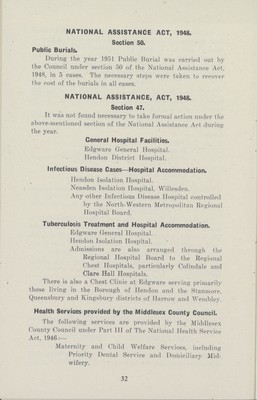 NATIONAL ASSISTANCE ACT, 1948.
Section 50.
Public Burials.
During the year 1951 Public Burial was carried out by
the Council under section 50 of the National Assistance Act,
1948, in 5 cases. The necessary steps were taken to recover
the cost of the burials in all cases.
NATIONAL ASSISTANCE, ACT, 1948.
Section 47.
It was not found necessary to take formal action under the
above-mentioned section of the National Assistance Act during
the year.
General Hospital Facilities.
Edgware General Hospital.
Hendon District Hospital.
Infectious Disease Cases—Hospital Accommodation.
Hendon Isolation Hospital.
Neasden Isolation Hospital, Willesden.
Any other Infectious Disease Hospital controlled
by the North-Western Metropolitan Regional
Hospital Board.
Tuberculosis Treatment and Hospital Accommodation.
Edgware General Hospital.
Hendon Isolation Hospital.
Admissions are also arranged through the
Regional Hospital Board to the Regional
Chest Hospitals, particularly Colindale and
Clare Hall Hospitals.
There is also a Chest Clinic at Edgware serving primarily
those living in the Borough of Hendon and the Stanmore,
Queensbury and Kingsbury districts of Harrow and Wembley.
Health Services provided by the Middlesex County Council.
The following services are provided by the Middlesex
County Council under Part III of The National Health Service
Act, 1946:—
Maternity and Child Welfare Services, including
Priority Dental Service and Domiciliary Mid-
wifery.
32